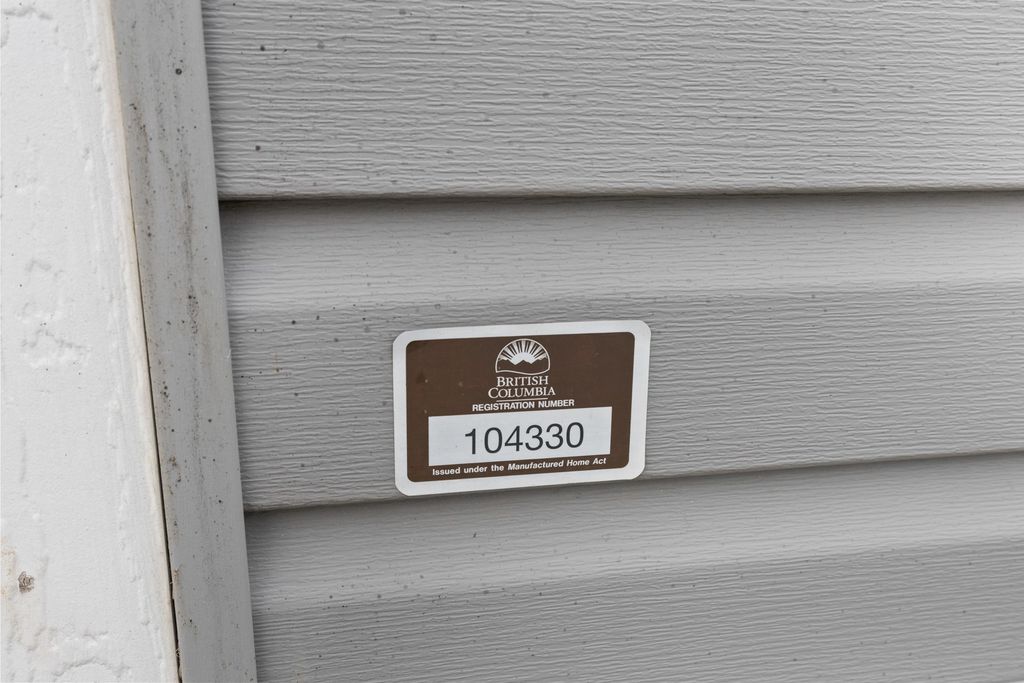 BRITISH
COLUMBIA
REGISTRATION NUMBER
104330
Issued under the Manufactured Home Act